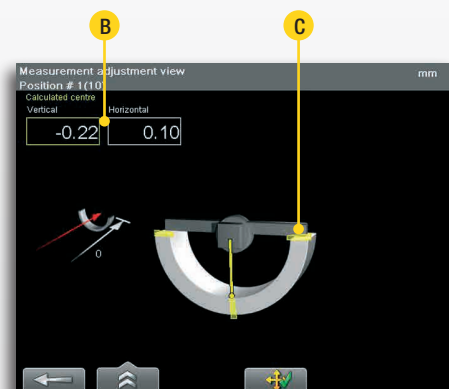 B C
Measurement adjustment view mm
Position # 1(10)
Calculated centre
Vertical Horizontal
-0.22 0.10
0